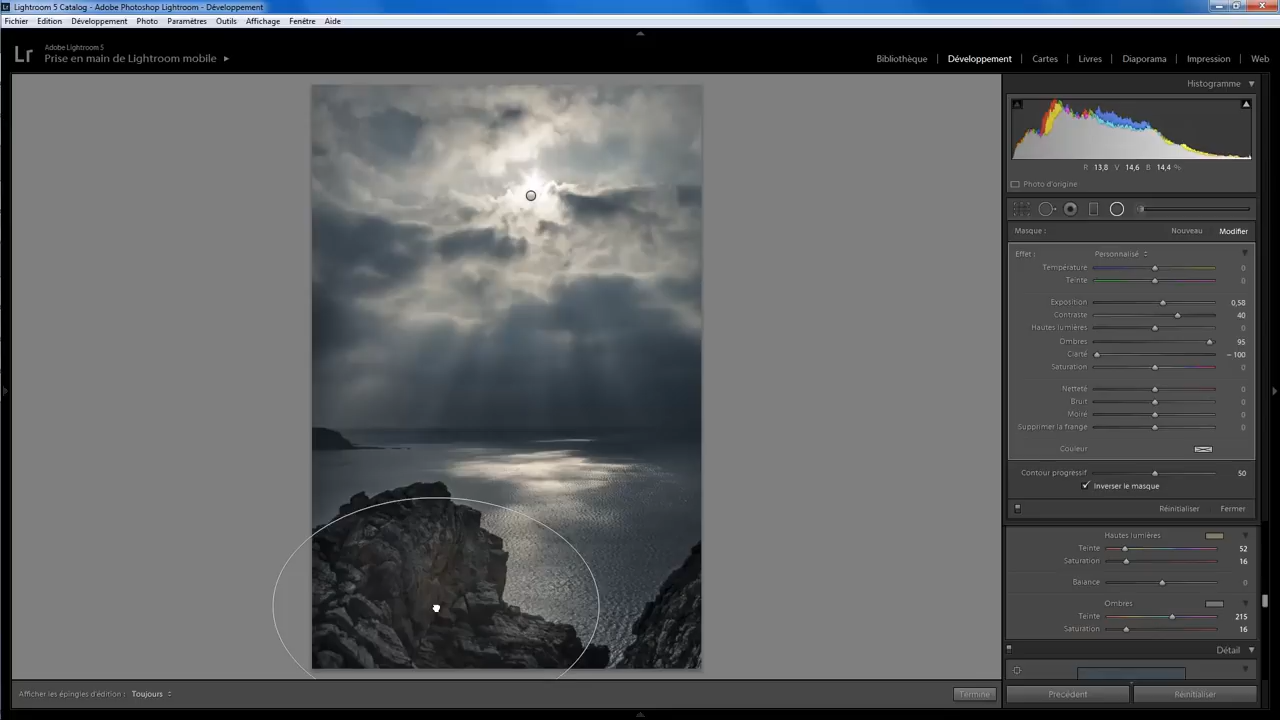 Lightroom 5 Catalog - Adobe Photoshop Lightroom - Développement
Fichier Edition Développement Photo Paramètres Outils Affichage Fenêtre Aide
Lr
Adobe Lightroom 5
Prise en main de Lightroom mobile
Bibliothèque | Développement | Cartes | Livres | Diaporama | Impression | Web
Histogramme
R 13,8 V 14,6 B 14,4 %
Photo d'origine
Masque : Nouveau Modifier
Effet : Personnalisé
Température 0
Teinte 0
Exposition 0,58
Contraste 40
Hautes lumières 0
Ombres 95
Clarté – 100
Saturation 0
Netteté 0
Bruit 0
Moiré 0
Supprimer la frange 0
Couleur
Contour progressif 50
Inverser le masque
Réinitialiser Fermer
Hautes lumières
Teinte 52
Saturation 16
Balance 0
Ombres
Teinte 215
Saturation 16
Détail
Afficher les épingles d'édition : Toujours
Terminé
Précédent
Réinitialiser